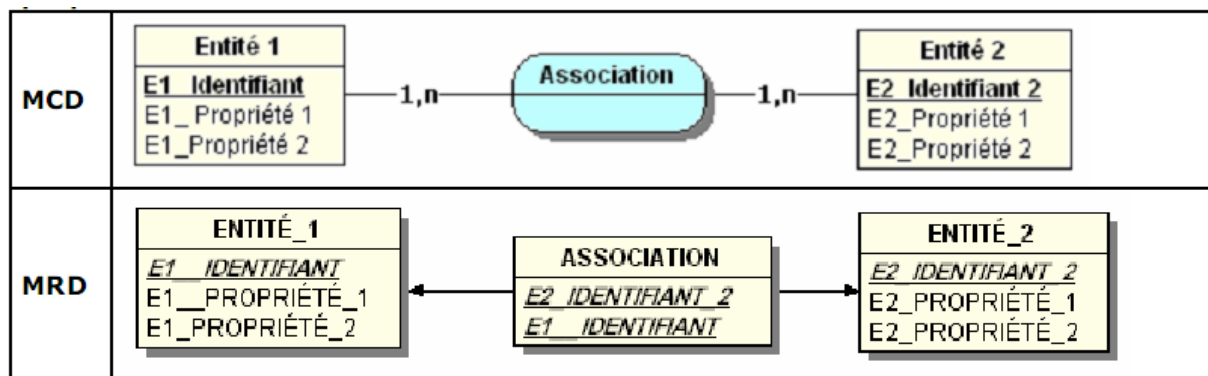 MCD
Entité 1
E1_Identifiant
E1_ Propriété 1
E1_Propriété 2
1,n
Association
1,n
Entité 2
E2_Identifiant 2
E2_Propriété 1
E2_Propriété 2
MRD
ENTITÉ_1
E1__IDENTIFIANT
E1__PROPRIÉTÉ_1
E1_PROPRIÉTÉ_2
ASSOCIATION
E2_IDENTIFIANT_2
E1__IDENTIFIANT
ENTITÉ_2
E2_IDENTIFIANT_2
E2_PROPRIÉTÉ_1
E2_PROPRIÉTÉ_2